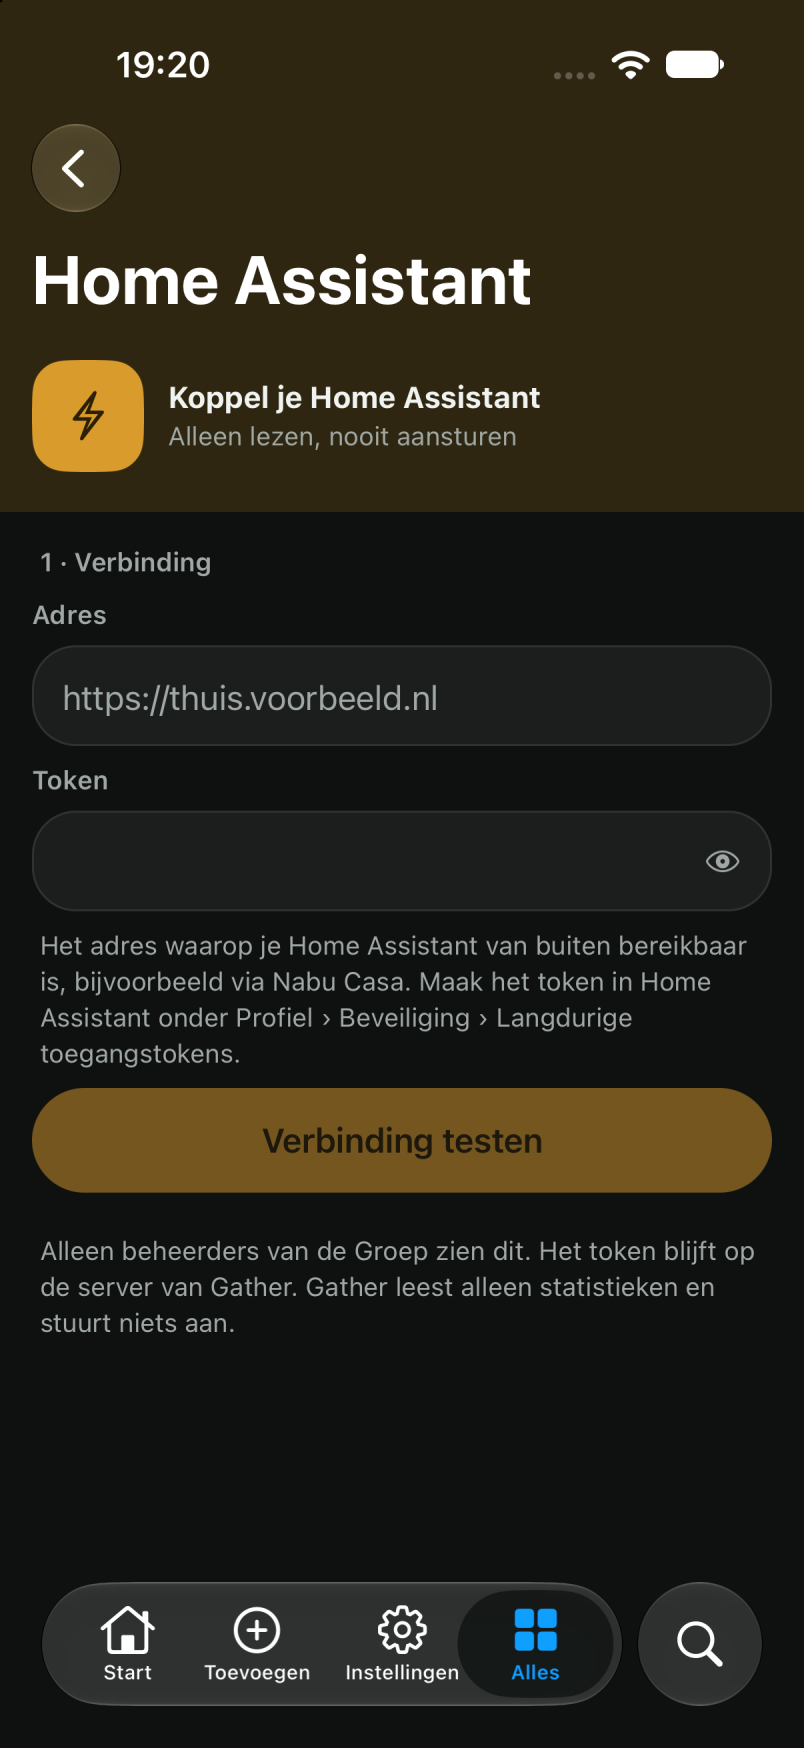 19:20
Home Assistant
Koppel je Home Assistant
Alleen lezen, nooit aansturen
1 · Verbinding
Adres
https://thuis.voorbeeld.nl
Token
Het adres waarop je Home Assistant van buiten bereikbaar
is, bijvoorbeeld via Nabu Casa. Maak het token in Home
Assistant onder Profiel › Beveiliging › Langdurige
toegangstokens.
Verbinding testen
Alleen beheerders van de Groep zien dit. Het token blijft op
de server van Gather. Gather leest alleen statistieken en
stuurt niets aan.
Start
Toevoegen
Instellingen
Alles